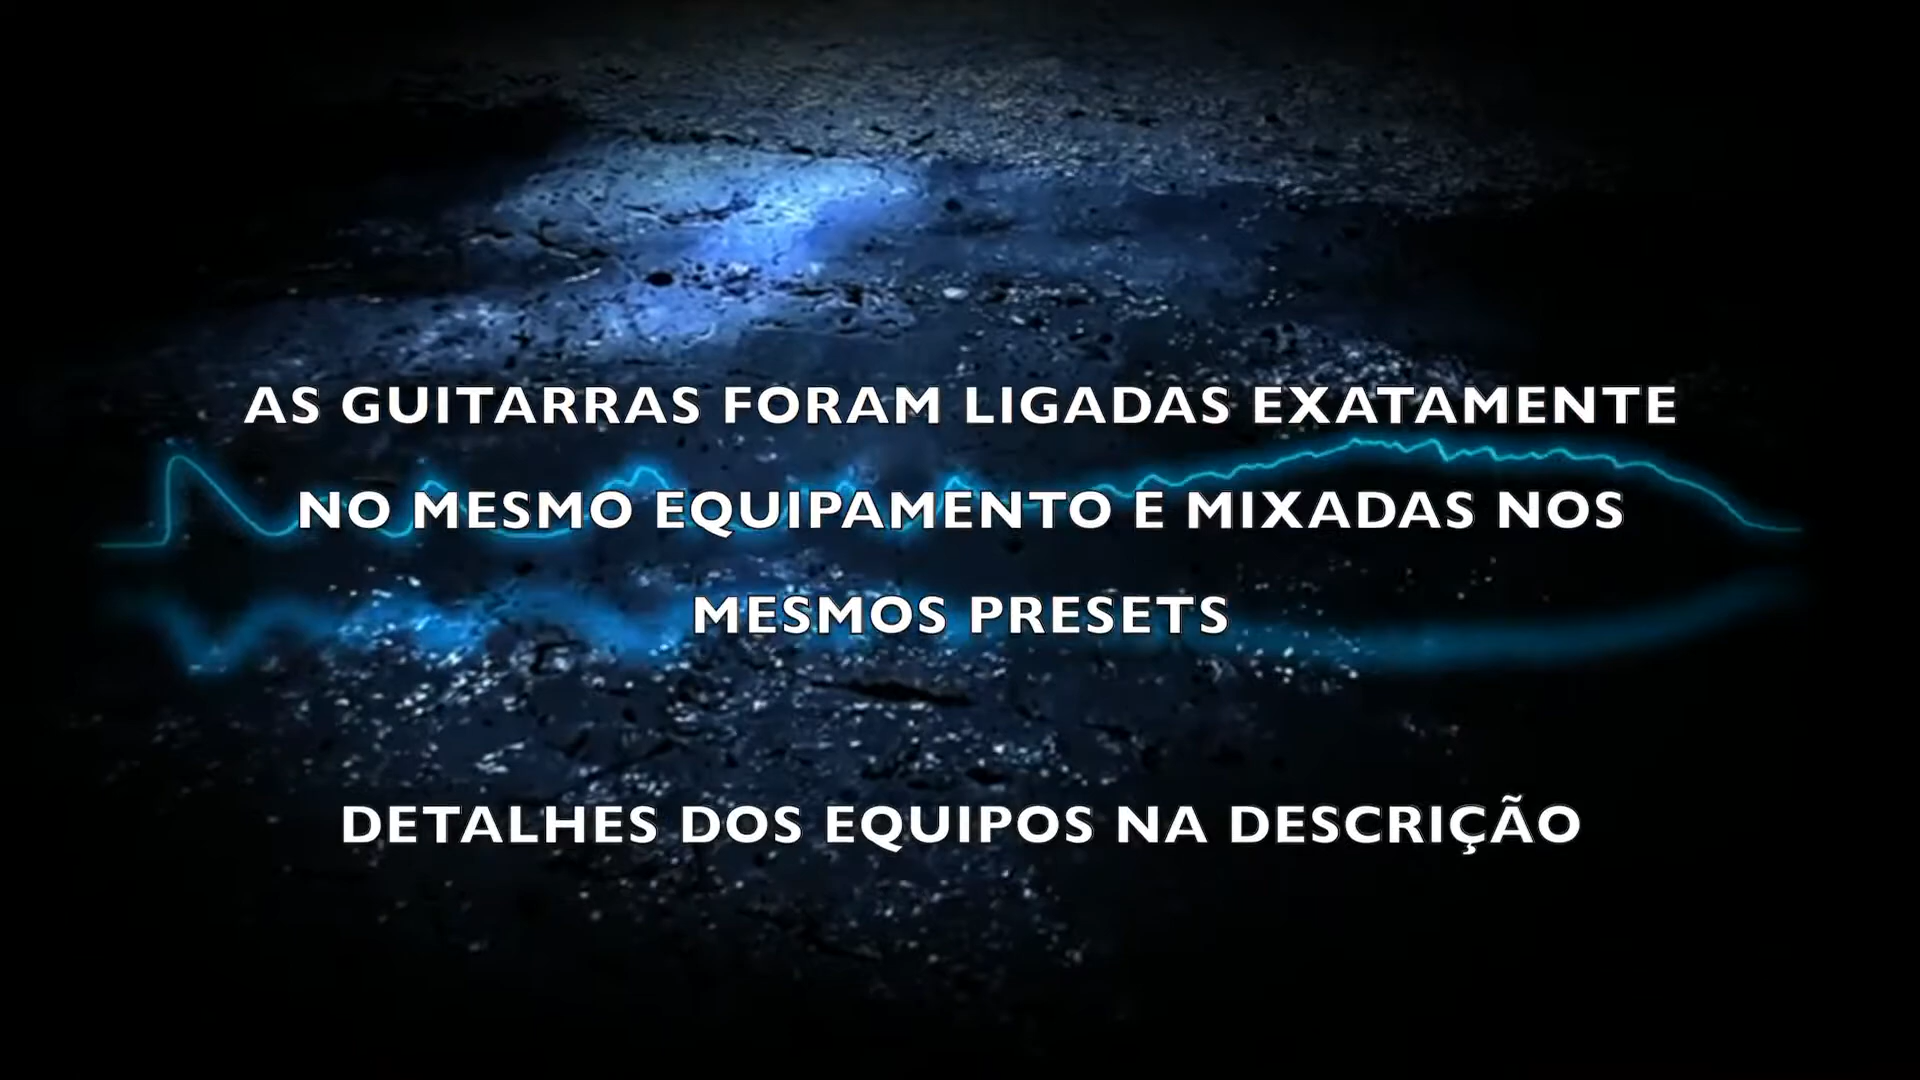 AS GUITARRAS FORAM LIGADAS EXATAMENTE
NO MESMO EQUIPAMENTO E MIXADAS NOS
MESMOS PRESETS
DETALHES DOS EQUIPOS NA DESCRIÇÃO